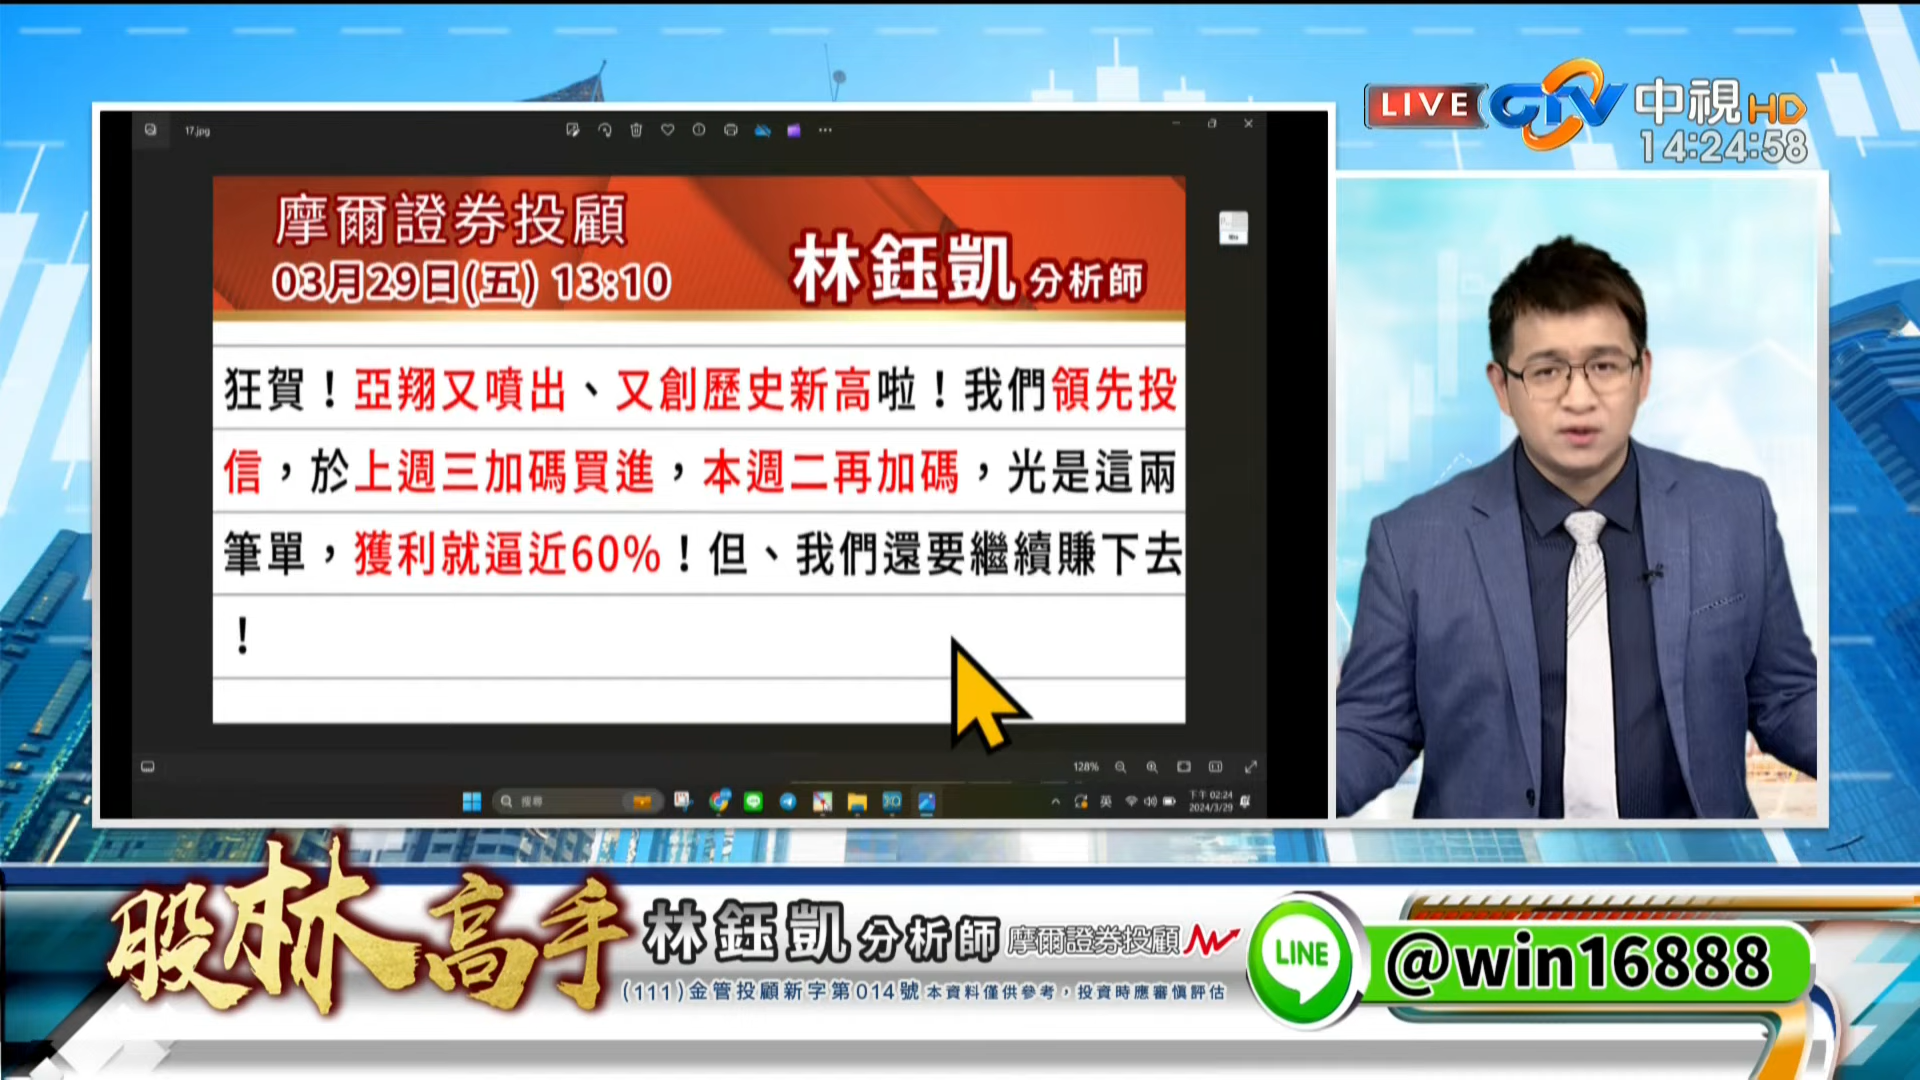 LIVE
CTV
中視HD
14:24:58
17.jpg
摩爾證券投顧
03月29日(五) 13:10
林鈺凱 分析師
狂賀！亞翔又噴出、又創歷史新高啦！我們領先投
信，於上週三加碼買進，本週二再加碼，光是這兩
筆單，獲利就逼近60%！但、我們還要繼續賺下去
！
128%
搜尋
英
下午 02:24
2024/3/29
股林高手
林鈺凱 分析師 摩爾證券投顧
(111)金管投顧新字第014號 本資料僅供參考，投資時應審慎評估
LINE
@win16888